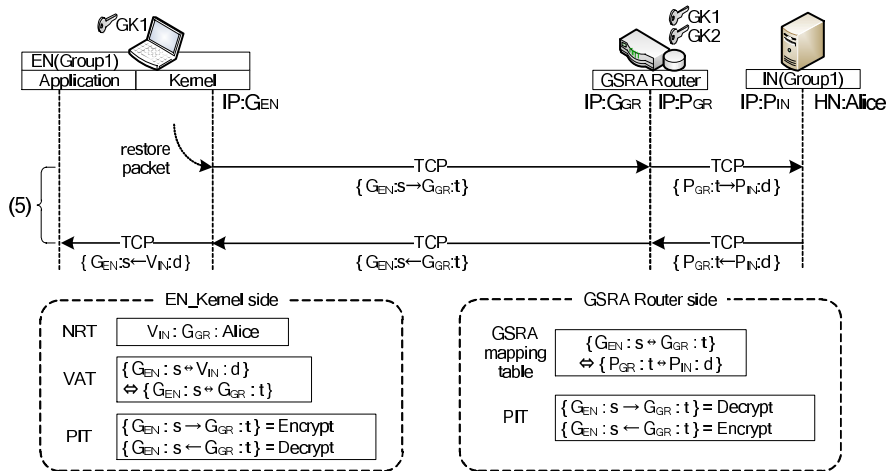 GK1
GK1
GK2
EN(Group1)
Application Kernel
GSRA Router
IN(Group1)
IP:GEN
IP:GGR IP:PGR
IP:PIN HN:Alice
restore
packet
TCP
{ GEN:s→GGR:t}
TCP
{ PGR:t→PIN:d }
(5)
TCP
{ GEN:s←VIN:d }
TCP
{ GEN:s←GGR:t}
TCP
{ PGR:t←PIN:d }
EN_Kernel side
NRT
VIN : GGR : Alice
VAT
{ GEN : s ↔ VIN : d }
⇔ { GEN : s ↔ GGR : t }
PIT
{ GEN : s → GGR : t } = Encrypt
{ GEN : s ← GGR : t } = Decrypt
GSRA Router side
GSRA
mapping
table
{ GEN : s ↔ GGR : t }
⇔ { PGR : t ↔ PIN : d }
PIT
{ GEN : s → GGR : t } = Decrypt
{ GEN : s ← GGR : t } = Encrypt